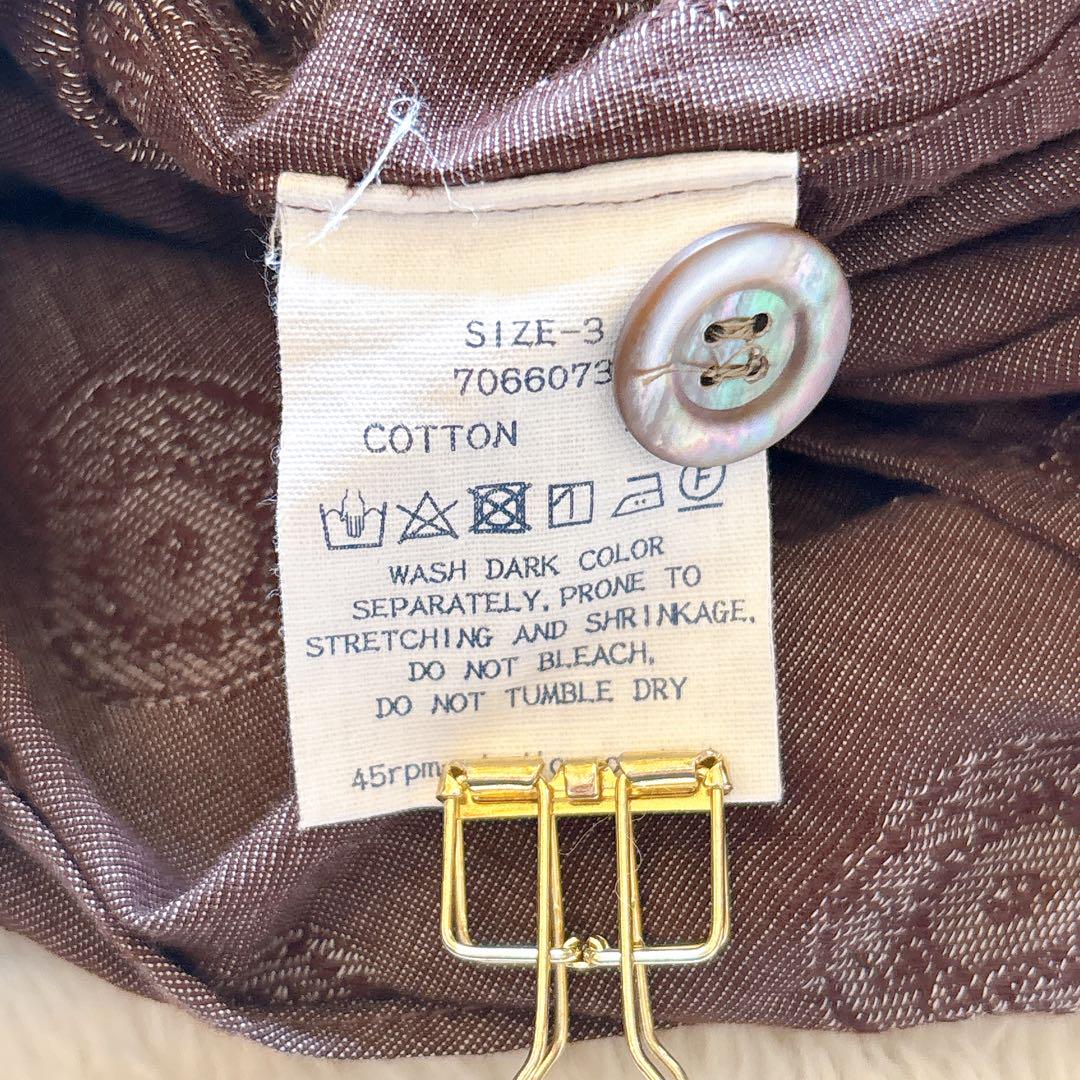 SIZE-3
7066073
COTTON
F
WASH DARK COLOR
SEPARATELY, PRONE TO
STRETCHING AND SHRINKAGE.
DO NOT BLEACH.
DO NOT TUMBLE DRY
45rpm